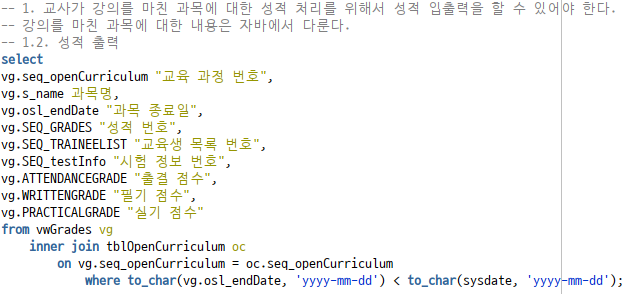 -- 1. 교사가 강의를 마친 과목에 대한 성적 처리를 위해서 성적 입출력을 할 수 있어야 한다.
-- 강의를 마친 과목에 대한 내용은 자바에서 다룬다.
-- 1.2. 성적 출력
select
vg.seq_openCurriculum "교육 과정 번호",
vg.s_name 과목명,
vg.osl_endDate "과목 종료일",
vg.SEQ_GRADES "성적 번호",
vg.SEQ_TRAINEELIST "교육생 목록 번호",
vg.SEQ_testInfo "시험 정보 번호",
vg.ATTENDANCEGRADE "출결 점수",
vg.WRITTENGRADE "필기 점수",
vg.PRACTICALGRADE "실기 점수"
from vwGrades vg
    inner join tblOpenCurriculum oc
        on vg.seq_openCurriculum = oc.seq_openCurriculum
            where to_char(vg.osl_endDate, 'yyyy-mm-dd') < to_char(sysdate, 'yyyy-mm-dd');